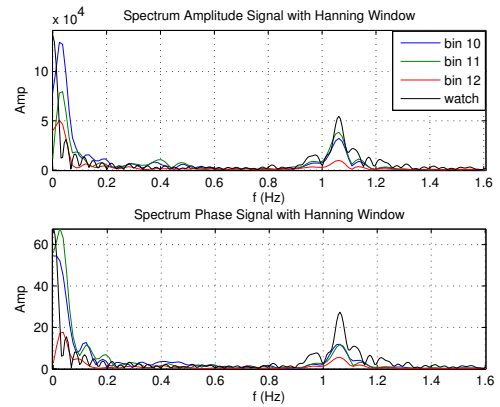 Spectrum Amplitude Signal with Hanning Window
x 10⁴
10
5
0
Amp
0 0.2 0.4 0.6 0.8 1 1.2 1.4 1.6
f (Hz)
bin 10
bin 11
bin 12
watch
Spectrum Phase Signal with Hanning Window
60
40
20
0
Amp
0 0.2 0.4 0.6 0.8 1 1.2 1.4 1.6
f (Hz)